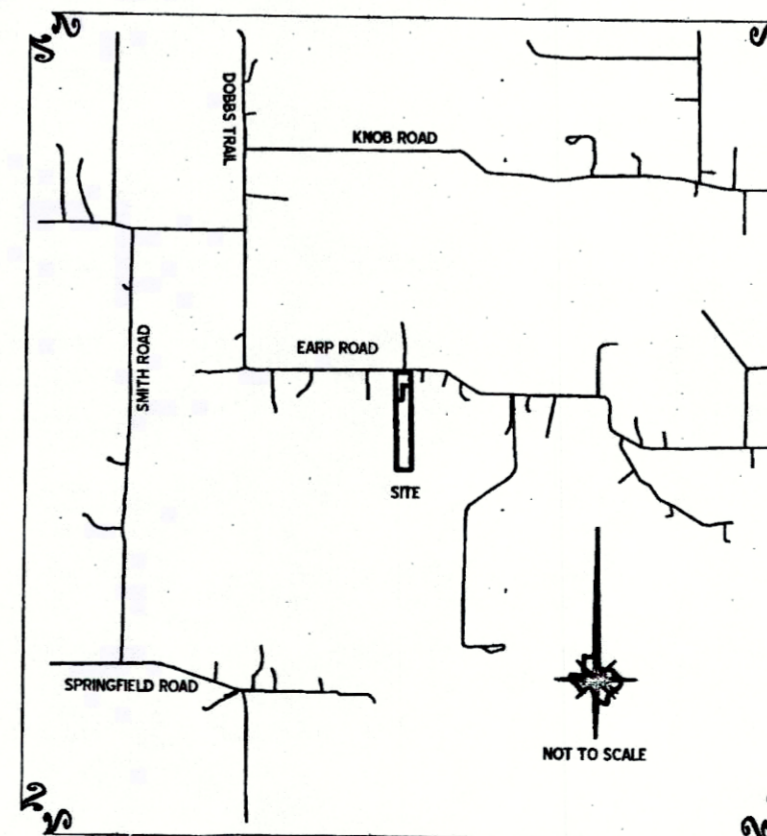 DOBBS TRAIL
KNOB ROAD
SMITH ROAD
EARP ROAD
SITE
SPRINGFIELD ROAD
NOT TO SCALE